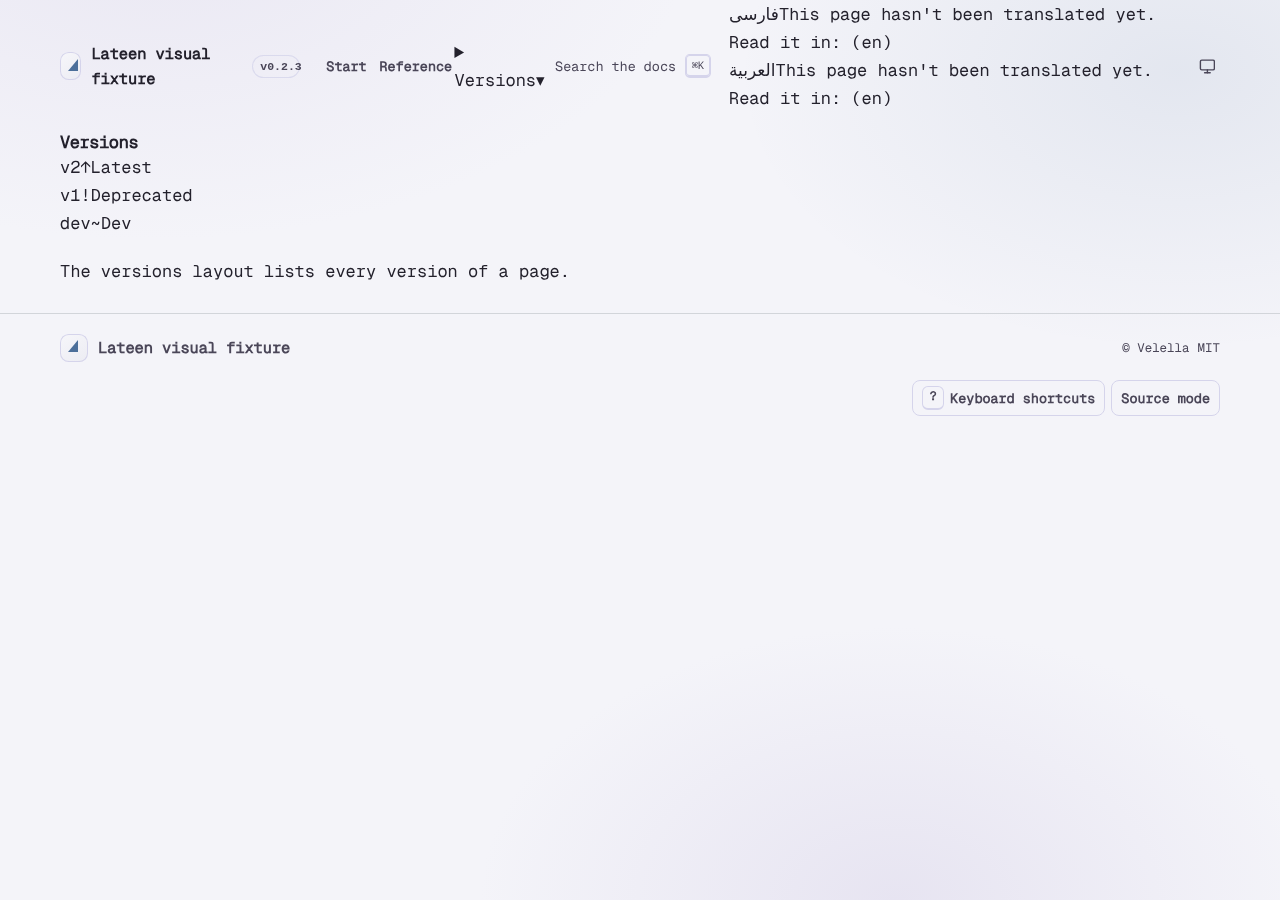 فارسیThis page hasn't been translated yet.
Read it in: (en)
العربيةThis page hasn't been translated yet.
Read it in: (en)
Lateen visual
fixture
v0.2.3
Start
Reference
▶
Versions▾
Search the docs
⌘K
Versions
v2↑Latest
v1!Deprecated
dev~Dev
The versions layout lists every version of a page.
Lateen visual fixture
© Velella MIT
? Keyboard shortcuts
Source mode